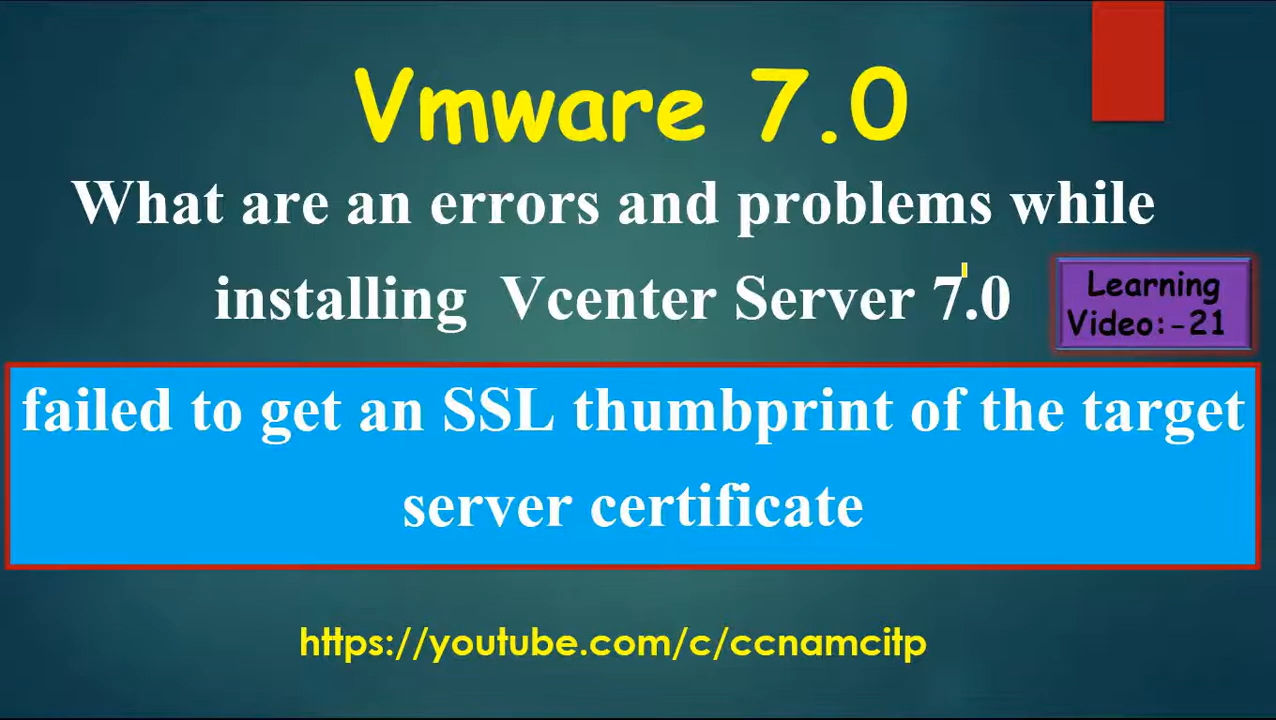 Vmware 7.0
What are an errors and problems while
installing Vcenter Server 7.0
Learning
Video:-21
failed to get an SSL thumbprint of the target
server certificate
https://youtube.com/c/ccnamcitp